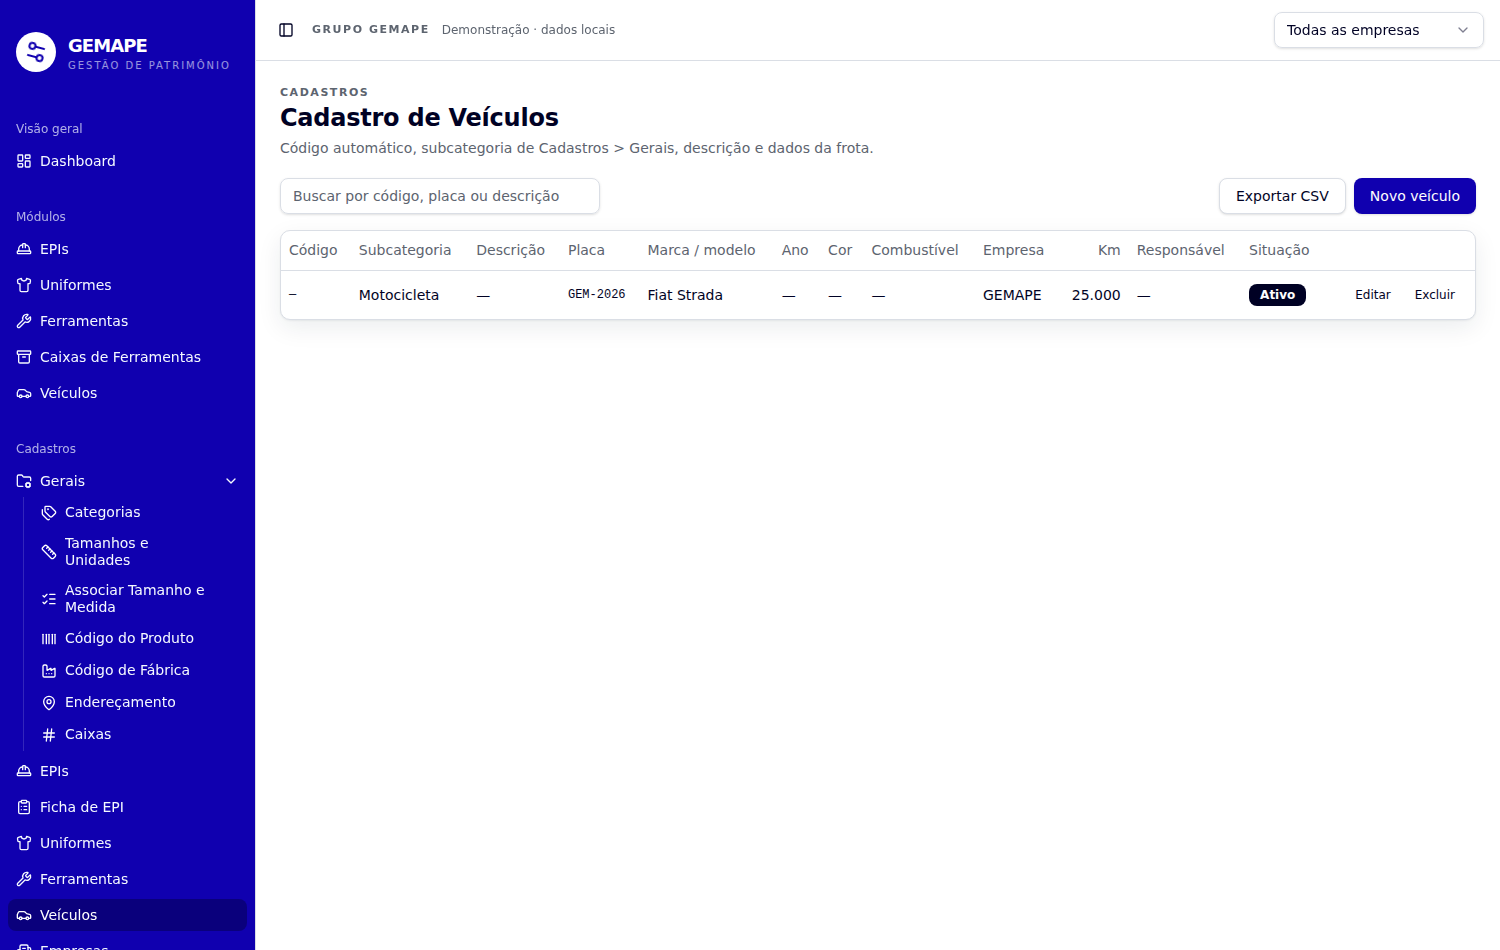 GEMAPE
GESTÃO DE PATRIMÔNIO
Visão geral
Dashboard
Módulos
EPIs
Uniformes
Ferramentas
Caixas de Ferramentas
Veículos
Cadastros
Gerais
Categorias
Tamanhos e
Unidades
Associar Tamanho e
Medida
Código do Produto
Código de Fábrica
Endereçamento
Caixas
EPIs
Ficha de EPI
Uniformes
Ferramentas
Veículos
Empresas
GRUPO GEMAPE Demonstração · dados locais
Todas as empresas
CADASTROS
Cadastro de Veículos
Código automático, subcategoria de Cadastros > Gerais, descrição e dados da frota.
Buscar por código, placa ou descrição
Exportar CSV
Novo veículo
Código Subcategoria Descrição Placa Marca / modelo Ano Cor Combustível Empresa Km Responsável Situação
— Motocicleta — GEM-2026 Fiat Strada — — — GEMAPE 25.000 — Ativo Editar Excluir